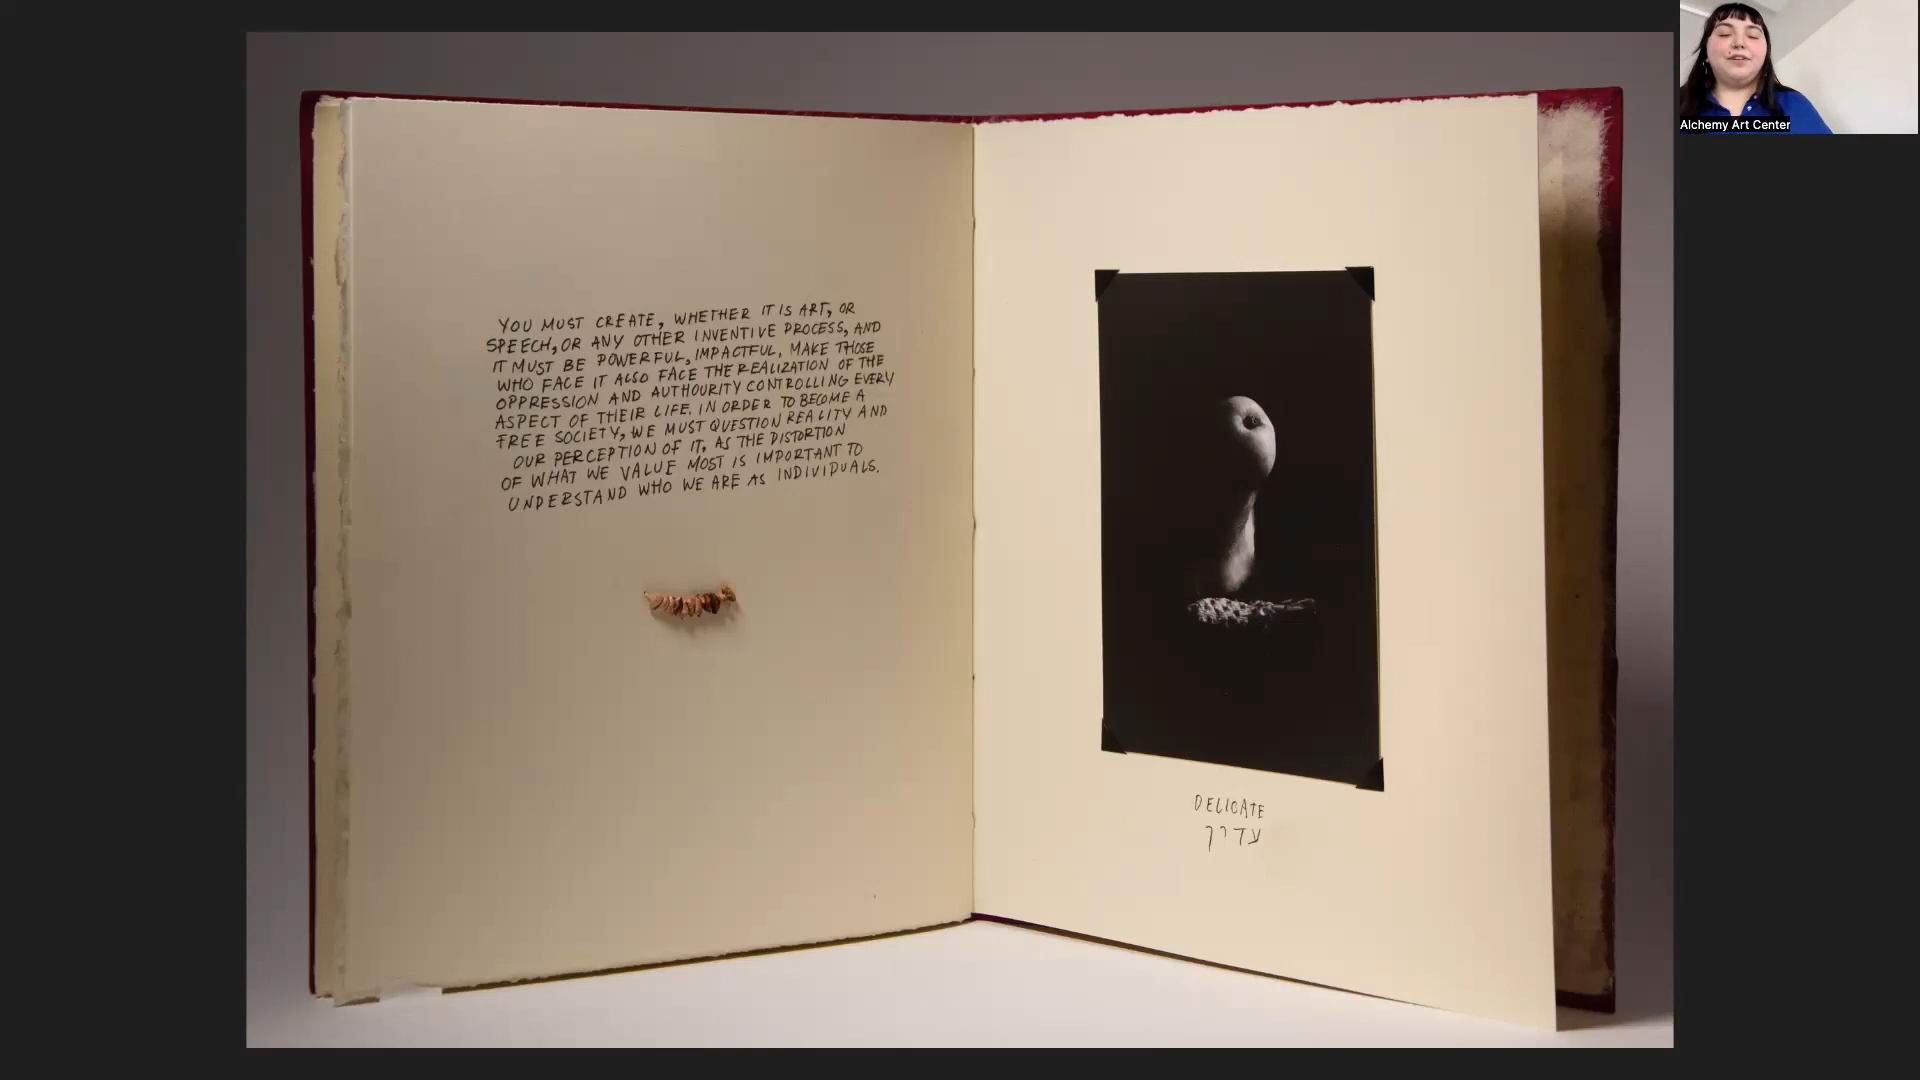 YOU MUST CREATE, WHETHER IT IS ART, OR
SPEECH, OR ANY OTHER INVENTIVE PROCESS, AND
IT MUST BE POWERFUL, IMPACTFUL, MAKE THOSE
WHO FACE IT ALSO FACE THE REALIZATION OF THE
OPPRESSION AND AUTHOURITY CONTROLLING EVERY
ASPECT OF THEIR LIFE. IN ORDER TO BECOME A
FREE SOCIETY, WE MUST QUESTION REALITY AND
OUR PERCEPTION OF IT, AS THE DISTORTION
OF WHAT WE VALUE MOST IS IMPORTANT TO
UNDERSTAND WHO WE ARE AS INDIVIDUALS.
DELICATE
עדין
Alchemy Art Center